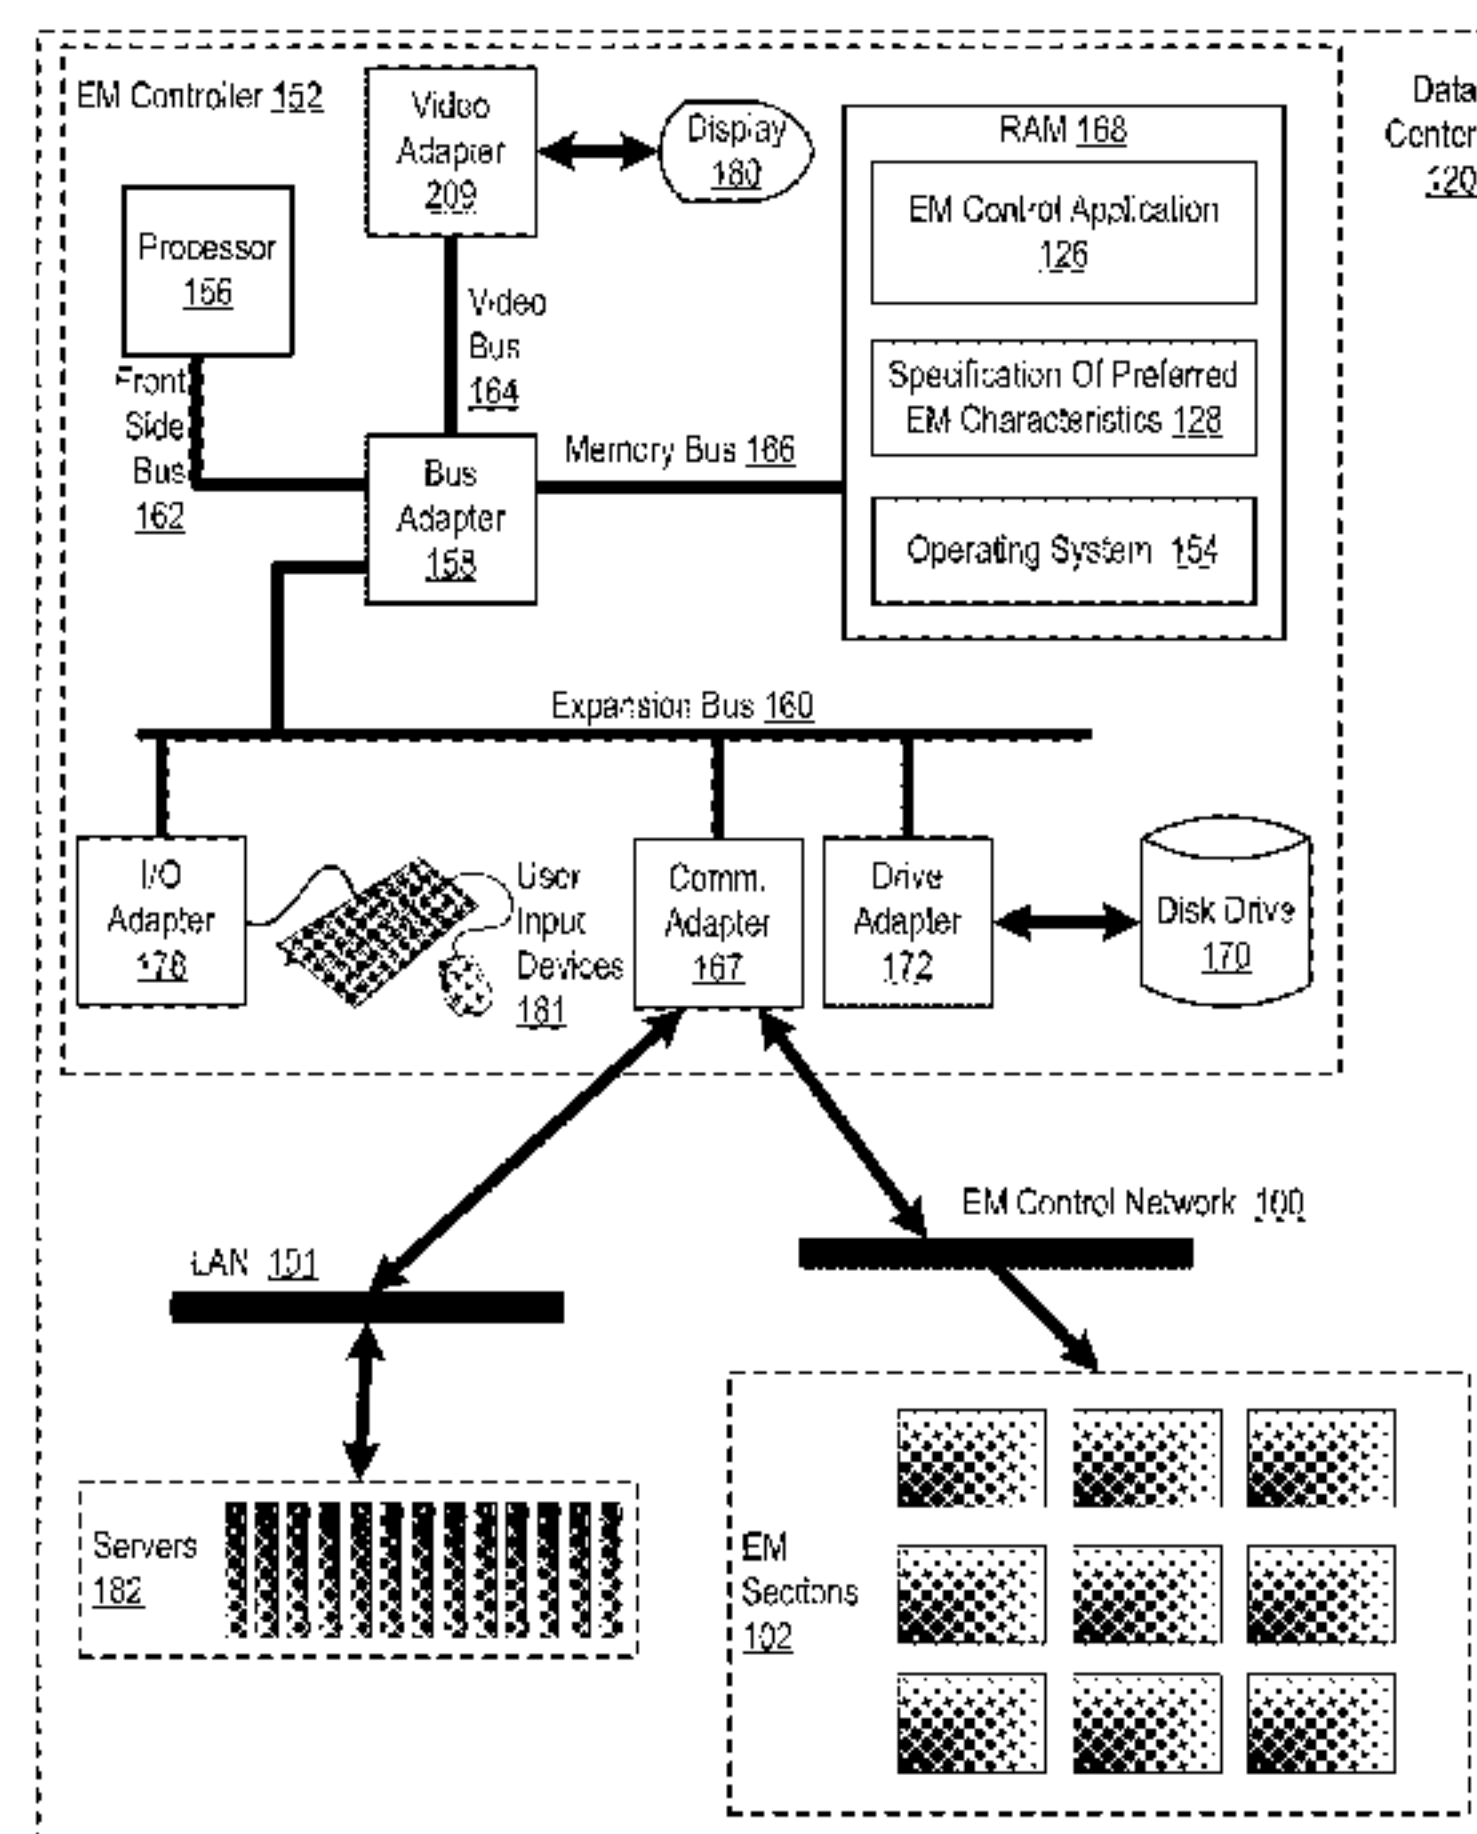 EM Controller 152
Video
Adapter
209
Display
180
Data
Center
120
RAM 168
EM Control Application
126
Processor
156
Video
Bus
164
Specification Of Preferred
EM Characteristics 128
Front
Side
Bus
162
Memory Bus 166
Bus
Adapter
158
Operating System 154
Expansion Bus 160
I/O
Adapter
178
User
Input
Devices
181
Comm.
Adapter
167
Drive
Adapter
172
Disk Drive
170
EM Control Network 100
LAN 101
Servers
182
EM
Sections
102